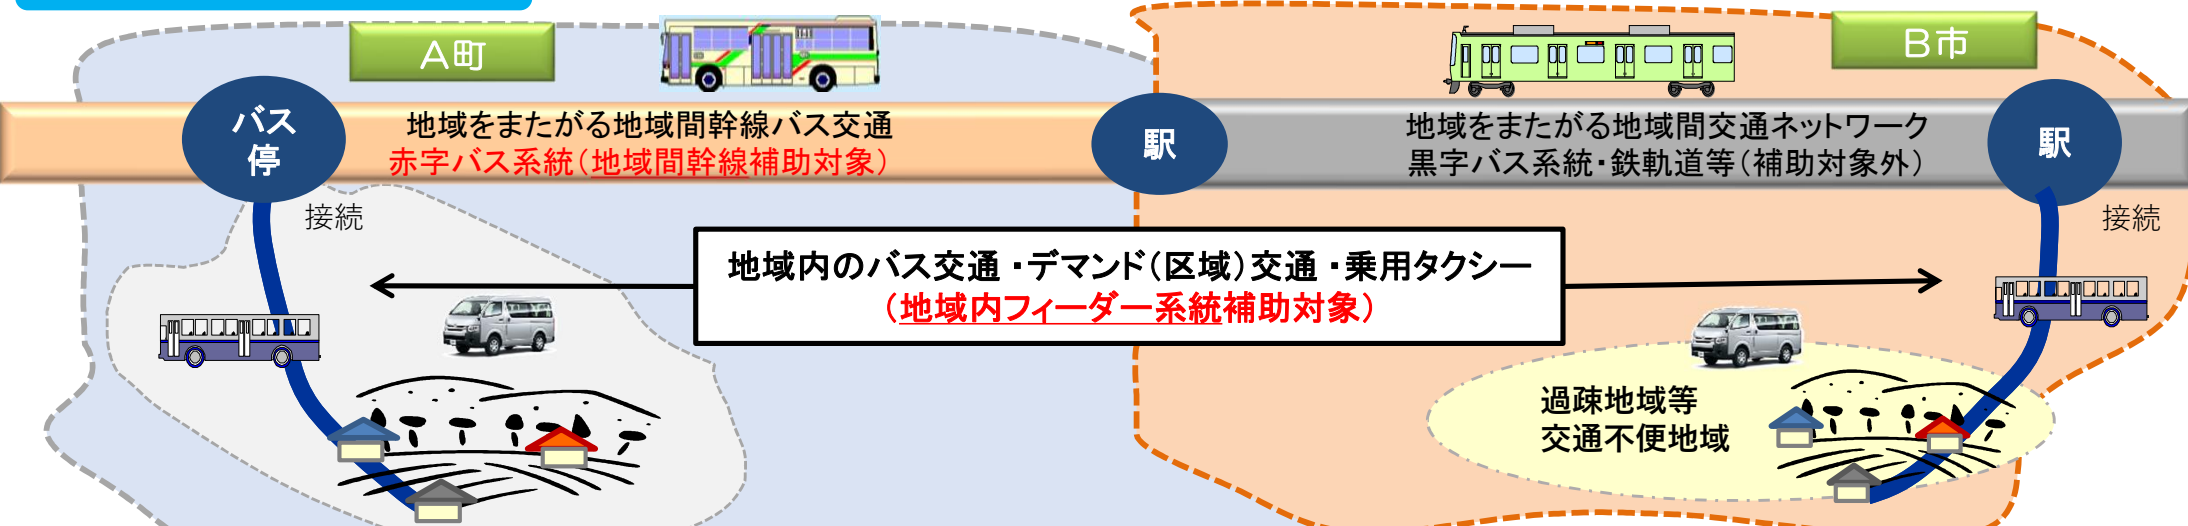 A町
B市
バス
停
地域をまたがる地域間幹線バス交通
赤字バス系統(地域間幹線補助対象)
駅
地域をまたがる地域間交通ネットワーク
黒字バス系統・鉄軌道等(補助対象外)
駅
接続
接続
地域内のバス交通・デマンド(区域)交通・乗用タクシー
(地域内フィーダー系統補助対象)
過疎地域等
交通不便地域